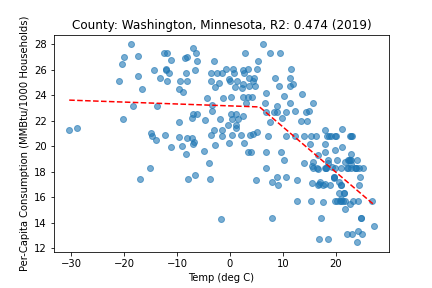 County: Washington, Minnesota, R2: 0.474 (2019)
Per-Capita Consumption (MMBtu/1000 Households)
28
26
24
22
20
18
16
14
12
−30 −20 −10 0 10 20
Temp (deg C)